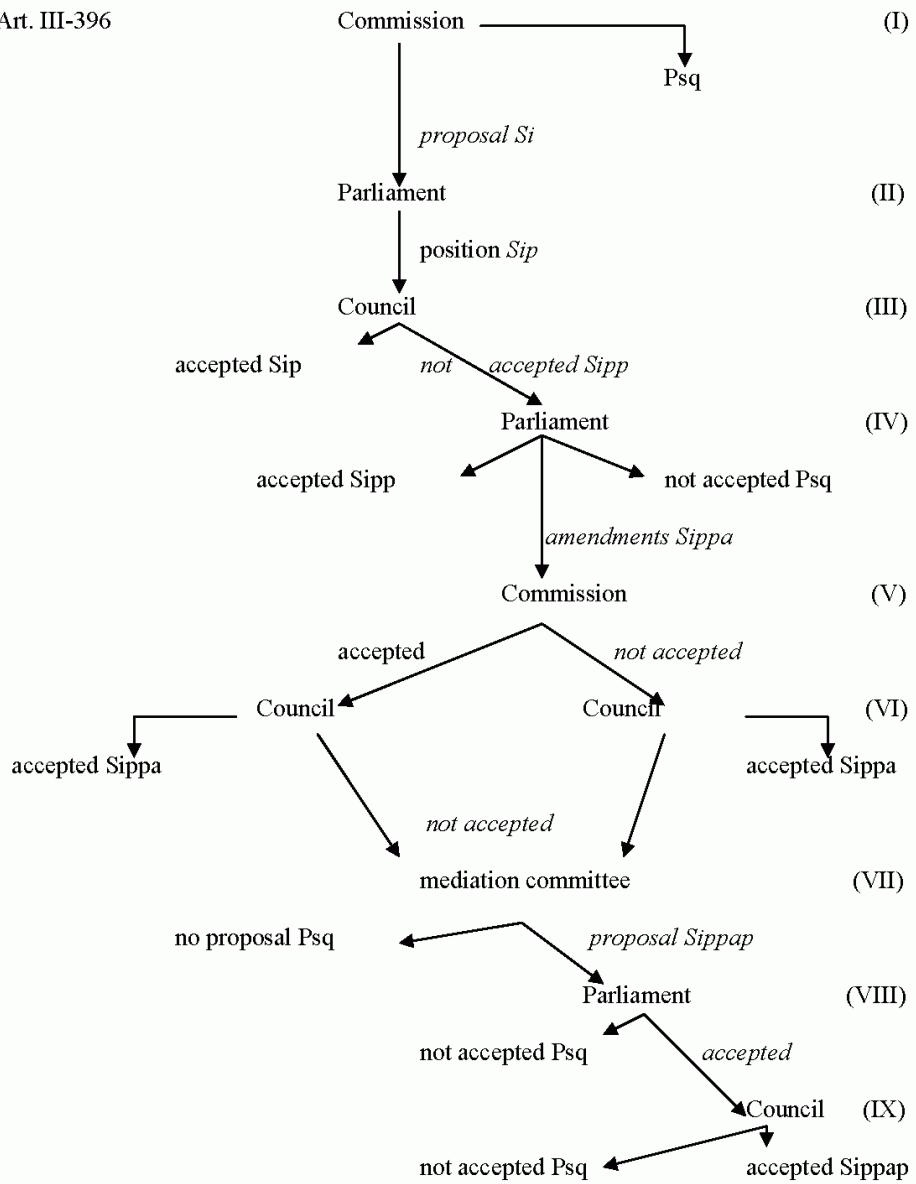 Art. III-396 Commission (I)
Psq
proposal Si
Parliament (II)
position Sip
Council (III)
accepted Sip not accepted Sipp
Parliament (IV)
accepted Sipp not accepted Psq
amendments Sippa
Commission (V)
accepted not accepted
Council Council (VI)
accepted Sippa accepted Sippa
not accepted
mediation committee (VII)
no proposal Psq proposal Sippap
Parliament (VIII)
not accepted Psq accepted
Council (IX)
not accepted Psq accepted Sippap